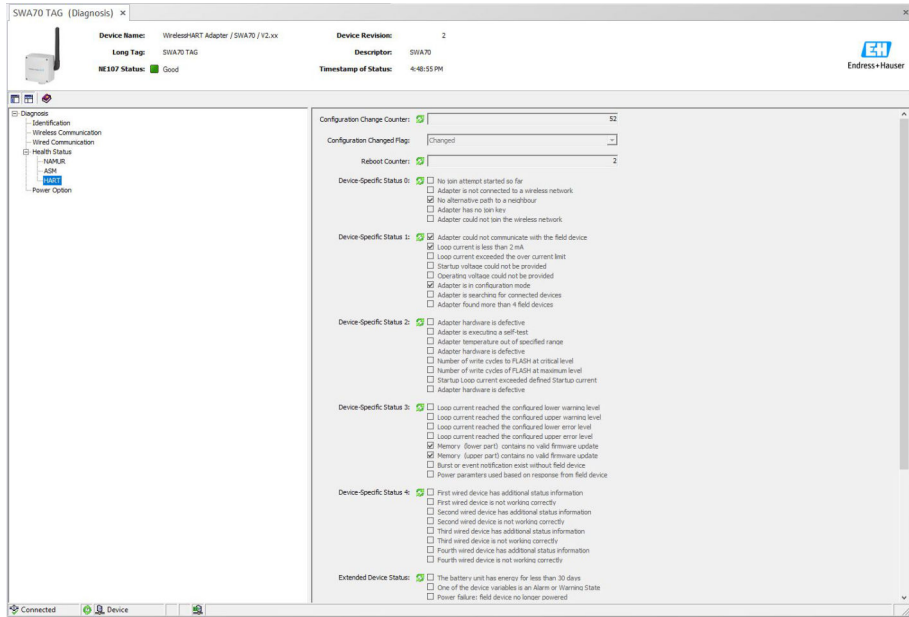 SWA70 TAG (Diagnosis) ×
Device Name: WirelessHART Adapter / SWA70 / V2.xx Device Revision: 2
Long Tag: SWA70 TAG Descriptor: SWA70
NE107 Status: Good Timestamp of Status: 4:48:55 PM
EH
Endress+Hauser
Diagnosis
Identification
Wireless Communication
Wired Communication
Health Status
NAMUR
ASM
HART
Power Option
Configuration Change Counter: 52
Configuration Changed Flag: Changed
Reboot Counter: 2
Device-Specific Status 0: No join attempt started so far
Adapter is not connected to a wireless network
No alternative path to a neighbour
Adapter has no join key
Adapter could not join the wireless network
Device-Specific Status 1: Adapter could not communicate with the field device
Loop current is less than 2 mA
Loop current exceeded the over current limit
Startup voltage could not be provided
Operating voltage could not be provided
Adapter is in configuration mode
Adapter is searching for connected devices
Adapter found more than 4 field devices
Device-Specific Status 2: Adapter hardware is defective
Adapter is executing a self-test
Adapter temperature out of specified range
Adapter hardware is defective
Number of write cycles to FLASH at critical level
Number of write cycles of FLASH at maximum level
Startup Loop current exceeded defined Startup current
Adapter hardware is defective
Device-Specific Status 3: Loop current reached the configured lower warning level
Loop current reached the configured upper warning level
Loop current reached the configured lower error level
Loop current reached the configured upper error level
Memory (lower part) contains no valid firmware update
Memory (upper part) contains no valid firmware update
Burst or event notification exist without field device
Power paramters used based on response from field device
Device-Specific Status 4: First wired device has additional status information
First wired device is not working correctly
Second wired device has additional status information
Second wired device is not working correctly
Third wired device has additional status information
Third wired device is not working correctly
Fourth wired device has additional status information
Fourth wired device is not working correctly
Extended Device Status: The battery unit has energy for less than 30 days
One of the device variables is an Alarm or Warning State
Power failure: field device no longer powered
Connected Device